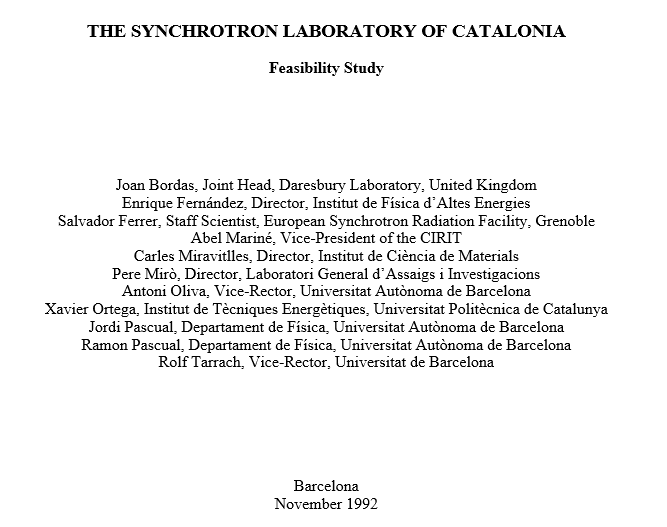 THE SYNCHROTRON LABORATORY OF CATALONIA
Feasibility Study
Joan Bordas, Joint Head, Daresbury Laboratory, United Kingdom
Enrique Fernández, Director, Institut de Física d’Altes Energies
Salvador Ferrer, Staff Scientist, European Synchrotron Radiation Facility, Grenoble
Abel Mariné, Vice-President of the CIRIT
Carles Miravitlles, Director, Institut de Ciència de Materials
Pere Mirò, Director, Laboratori General d’Assaigs i Investigacions
Antoni Oliva, Vice-Rector, Universitat Autònoma de Barcelona
Xavier Ortega, Institut de Tècniques Energètiques, Universitat Politècnica de Catalunya
Jordi Pascual, Departament de Física, Universitat Autònoma de Barcelona
Ramon Pascual, Departament de Física, Universitat Autònoma de Barcelona
Rolf Tarrach, Vice-Rector, Universitat de Barcelona
Barcelona
November 1992